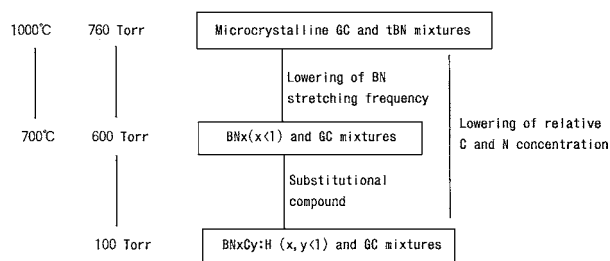 1000℃ 760 Torr Microcrystalline GC and tBN mixtures
Lowering of BN
stretching frequency
Lowering of relative
C and N concentration
700℃ 600 Torr BNx(x<1) and GC mixtures
Substitutional
compound
100 Torr BNxCy:H (x,y<1) and GC mixtures